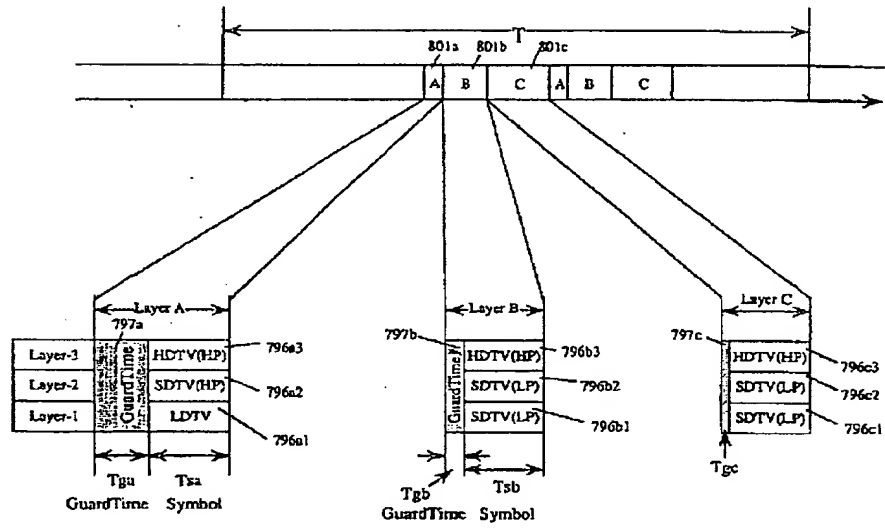 T
801a 801b 801c
A B C A B C
Layer A Layer B Layer C
797a 797b 797c
Layer-3 GuardTime HDTV(HP) 796a3 GuardTime HDTV(HP) 796b3 HDTV(HP) 796c3
Layer-2 SDTV(HP) 796a2 SDTV(LP) 796b2 SDTV(LP) 796c2
Layer-1 LDTV 796a1 SDTV(LP) 796b1 SDTV(LP) 796c1
Tga Tsa Tgb Tsb Tgc
GuardTime Symbol GuardTime Symbol